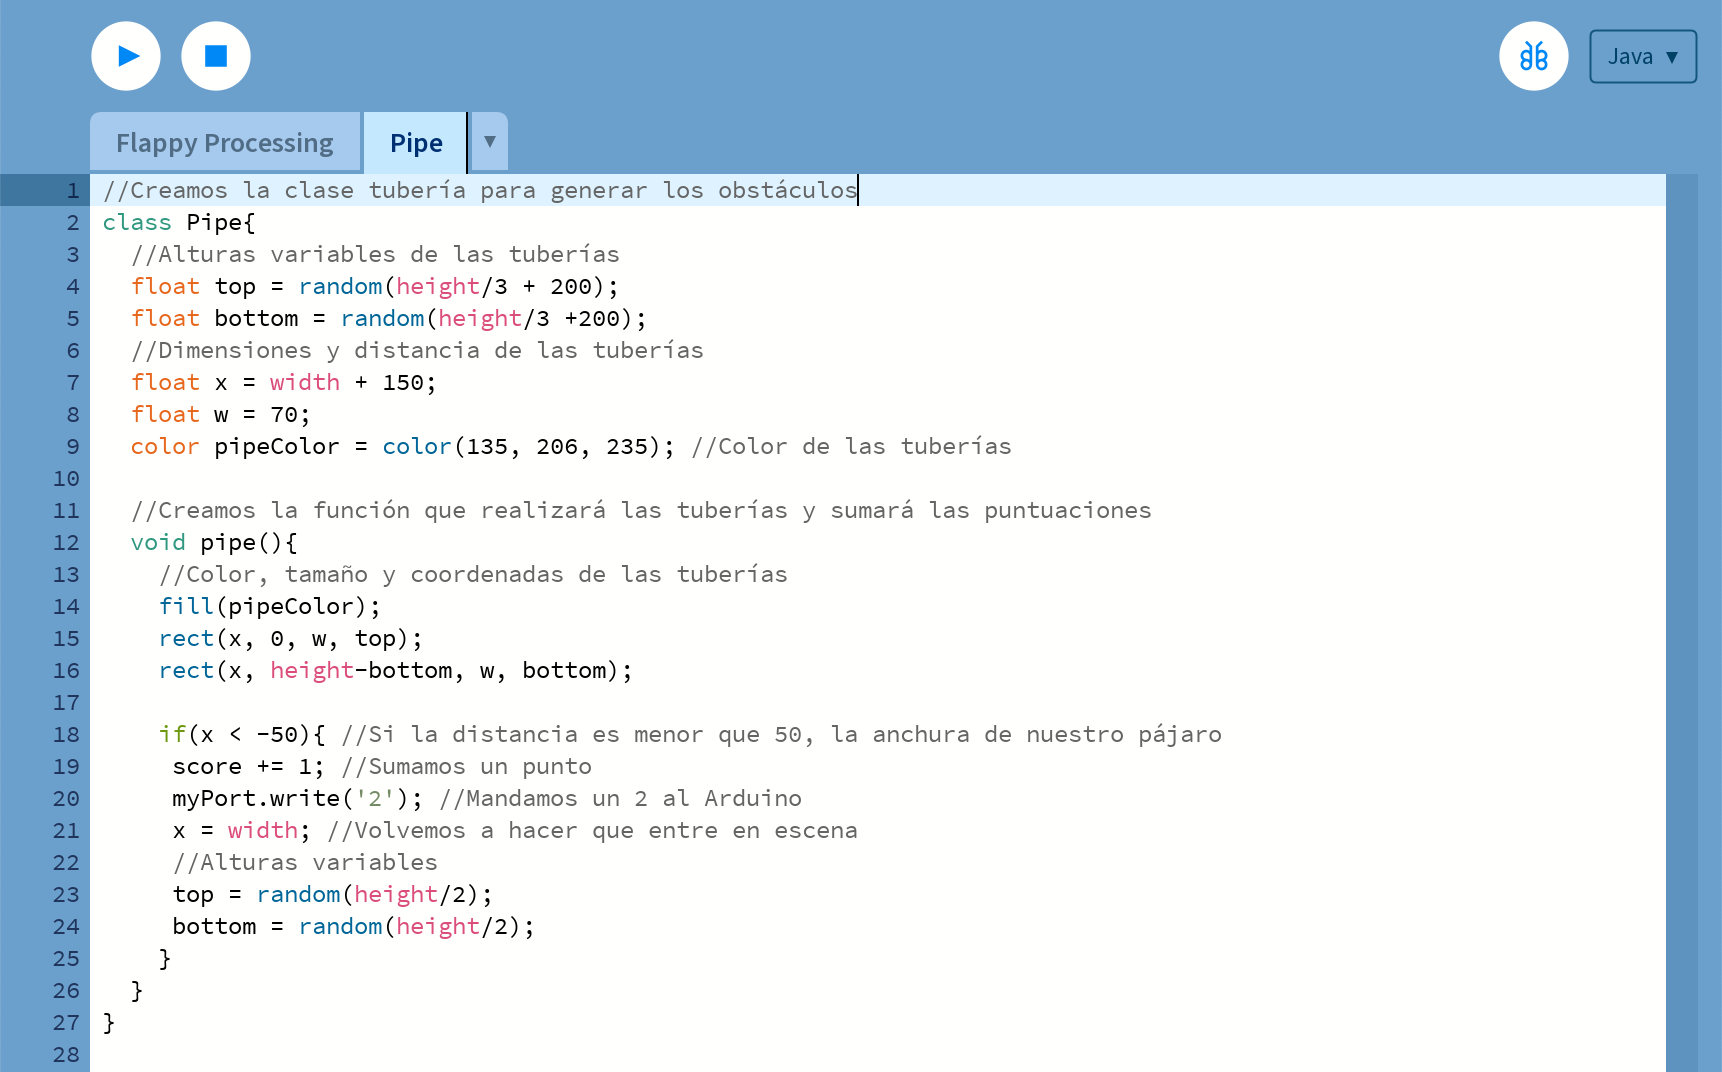 Java ▼
Flappy Processing Pipe ▼
1 //Creamos la clase tubería para generar los obstáculos
2 class Pipe{
3   //Alturas variables de las tuberías
4   float top = random(height/3 + 200);
5   float bottom = random(height/3 +200);
6   //Dimensiones y distancia de las tuberías
7   float x = width + 150;
8   float w = 70;
9   color pipeColor = color(135, 206, 235); //Color de las tuberías
10
11   //Creamos la función que realizará las tuberías y sumará las puntuaciones
12   void pipe(){
13     //Color, tamaño y coordenadas de las tuberías
14     fill(pipeColor);
15     rect(x, 0, w, top);
16     rect(x, height-bottom, w, bottom);
17
18     if(x < -50){ //Si la distancia es menor que 50, la anchura de nuestro pájaro
19      score += 1; //Sumamos un punto
20      myPort.write('2'); //Mandamos un 2 al Arduino
21      x = width; //Volvemos a hacer que entre en escena
22      //Alturas variables
23      top = random(height/2);
24      bottom = random(height/2);
25     }
26   }
27 }
28